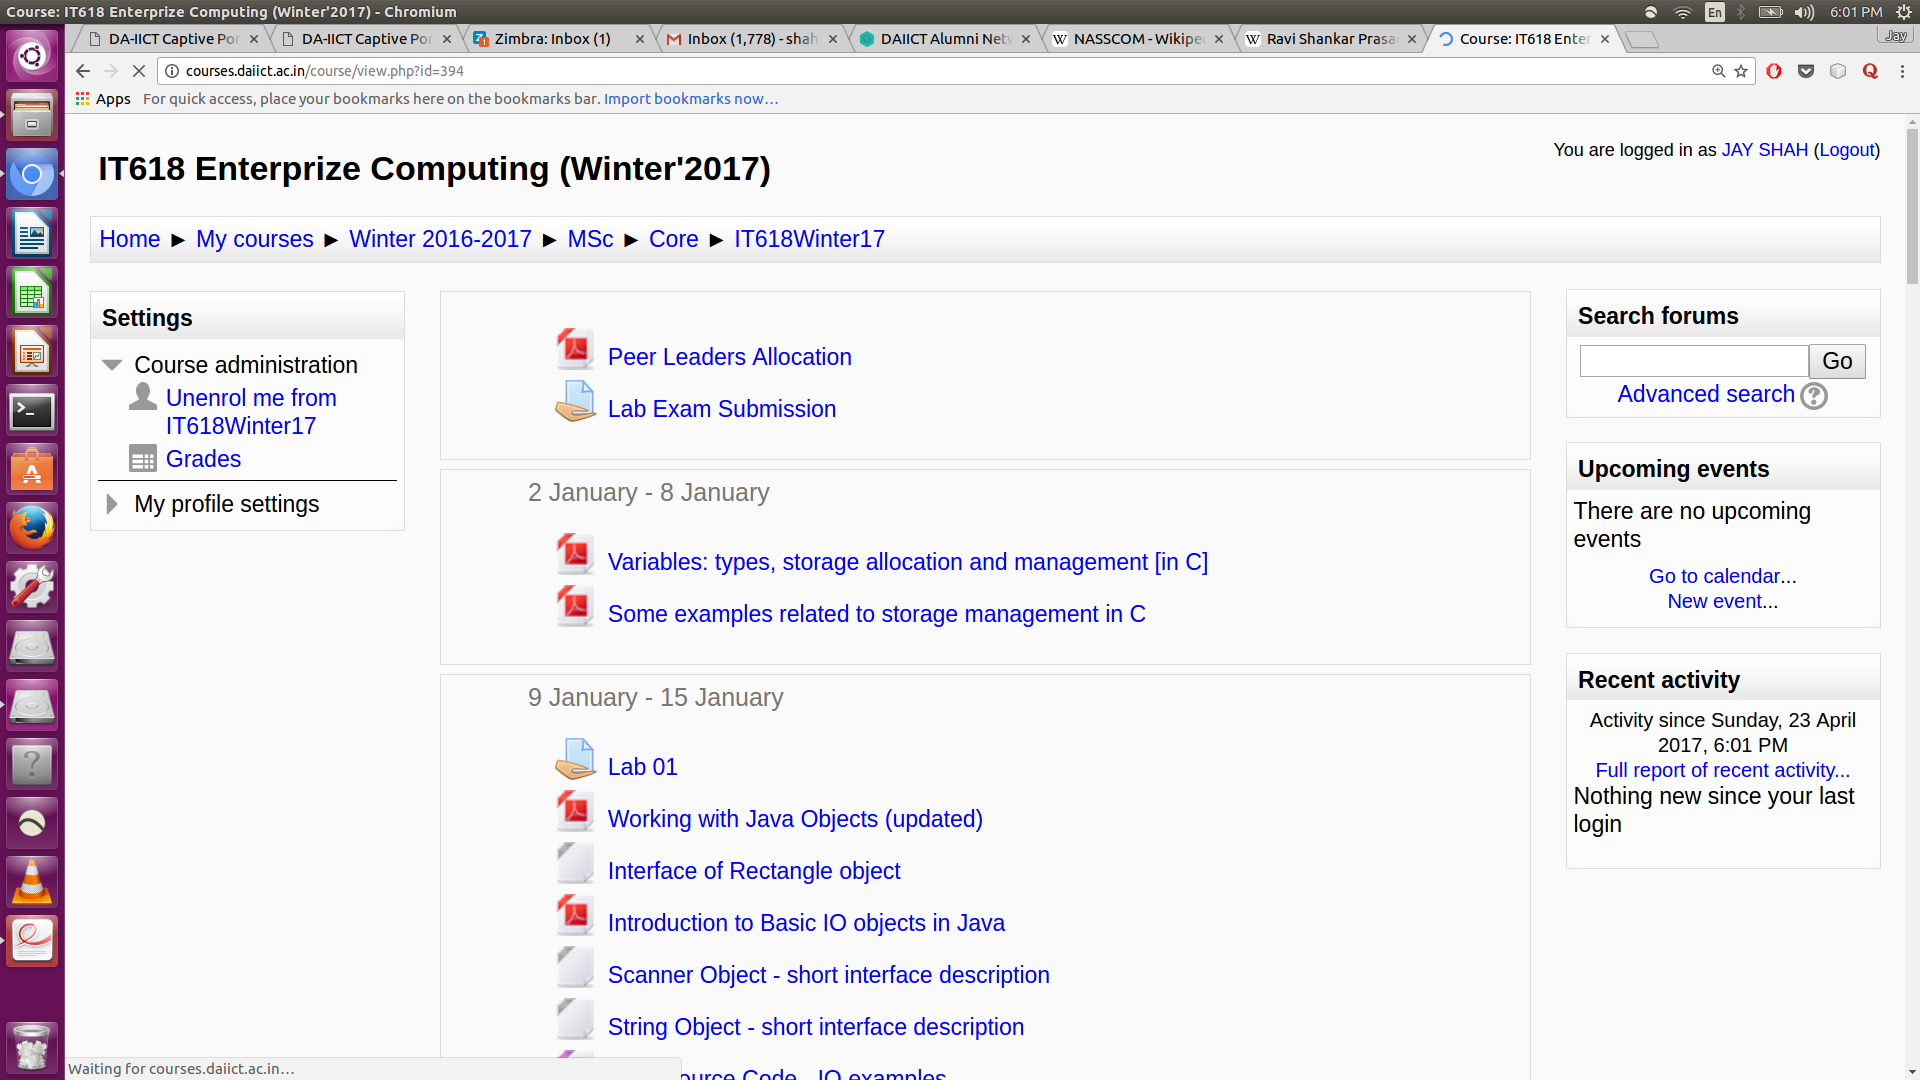 Course: IT618 Enterprize Computing (Winter'2017) - Chromium
En
6:01 PM
DA-IICT Captive Por
DA-IICT Captive Por
Zimbra: Inbox (1)
Inbox (1,778) - shah
DAIICT Alumni Netw
NASSCOM - Wikipe
Ravi Shankar Prasa
Course: IT618 Enter
Jay
courses.daiict.ac.in/course/view.php?id=394
Apps
For quick access, place your bookmarks here on the bookmarks bar. Import bookmarks now…
IT618 Enterprize Computing (Winter'2017)
You are logged in as JAY SHAH (Logout)
Home ► My courses ► Winter 2016-2017 ► MSc ► Core ► IT618Winter17
Settings
Course administration
Unenrol me from
IT618Winter17
Grades
My profile settings
Peer Leaders Allocation
Lab Exam Submission
2 January - 8 January
Variables: types, storage allocation and management [in C]
Some examples related to storage management in C
9 January - 15 January
Lab 01
Working with Java Objects (updated)
Interface of Rectangle object
Introduction to Basic IO objects in Java
Scanner Object - short interface description
String Object - short interface description
ource Code - IO examples
Search forums
Go
Advanced search
Upcoming events
There are no upcoming
events
Go to calendar...
New event...
Recent activity
Activity since Sunday, 23 April
2017, 6:01 PM
Full report of recent activity...
Nothing new since your last
login
Waiting for courses.daiict.ac.in…